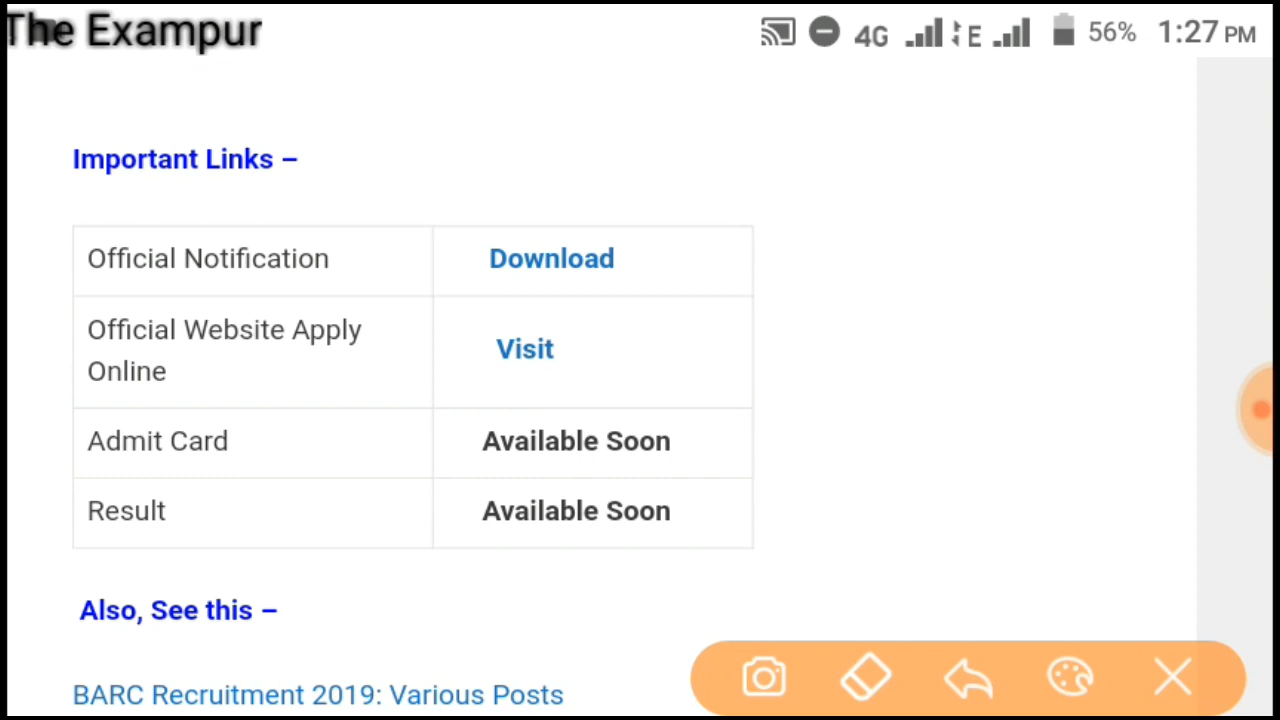 The Exampur
4G E 56% 1:27 PM
Important Links –
Official Notification Download
Official Website Apply
Online
Visit
Admit Card Available Soon
Result Available Soon
Also, See this –
BARC Recruitment 2019: Various Posts